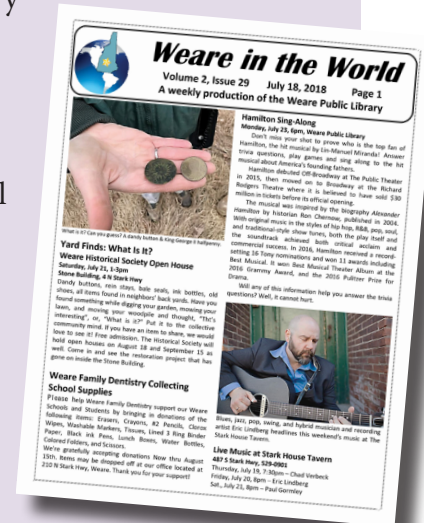 y
l
Weare in the World
Volume 2, Issue 29 July 18, 2018 Page 1
A weekly production of the Weare Public Library
What is it? Can you guess? A dandy button & King George II halfpenny.
Yard Finds: What Is It?
Weare Historical Society Open House
Saturday, July 21, 1-3pm
Stone Building, 4 N Stark Hwy
Dandy buttons, rein stays, bale seals, ink bottles, old
shoes, all items found in neighbors' back yards. Have you
found something while digging your garden, mowing your
lawn, and moving your woodpile and thought, "Tht's
interesting", or, "What is it?" Put it to the collective
community mind. If you have an item to share, we would
love to see it! Free admission. The Historical Society will
hold open houses on August 18 and September 15 as
well. Come in and see the restoration project that has
gone on inside the Stone Building.
Weare Family Dentistry Collecting
School Supplies
Please help Weare Family Dentistry support our Weare
Schools and Students by bringing in donations of the
following items: Erasers, Crayons, #2 Pencils, Clorox
Wipes, Washable Markers, Tissues, Lined 3 Ring Binder
Paper, Black ink Pens, Lunch Boxes, Water Bottles,
Colored Folders, and Scissors.
We're gratefully accepting donations Now thru August
15th. Items may be dropped off at our office located at
210 N Stark Hwy, Weare. Thank you for your support!
Hamilton Sing-Along
Monday, July 23, 6pm, Weare Public Library
Don't miss your shot to prove who is the top fan of
Hamilton, the hit musical by Lin-Manuel Miranda! Answer
trivia questions, play games and sing along to the hit
musical about America's founding fathers.
Hamilton debuted Off-Broadway at The Public Theater
in 2015, then moved on to Broadway at the Richard
Rodgers Theatre where it is believed to have sold $30
million in tickets before its official opening.
The musical was inspired by the biography Alexander
Hamilton by historian Ron Chernow, published in 2004.
With original music in the styles of hip hop, R&B, pop, soul,
and traditional-style show tunes, both the play itself and
the soundtrack achieved both critical acclaim and
commercial success. In 2016, Hamilton received a record-
setting 16 Tony nominations and won 11 awards including
Best Musical. It won Best Musical Theater Album at the
2016 Grammy Award, and the 2016 Pulitzer Prize for
Drama.
Will any of this information help you answer the trivia
questions? Well, it cannot hurt.
Blues, jazz, pop, swing, and hybrid musician and recording
artist Eric Lindberg headlines this weekend's music at The
Stark House Tavern.
Live Music at Stark House Tavern
487 S Stark Hwy, 529-0901
Thursday, July 19, 7:30pm – Chad Verbeck
Friday, July 20, 8pm – Eric Lindberg
Sat., July 21, 8pm – Paul Gormley